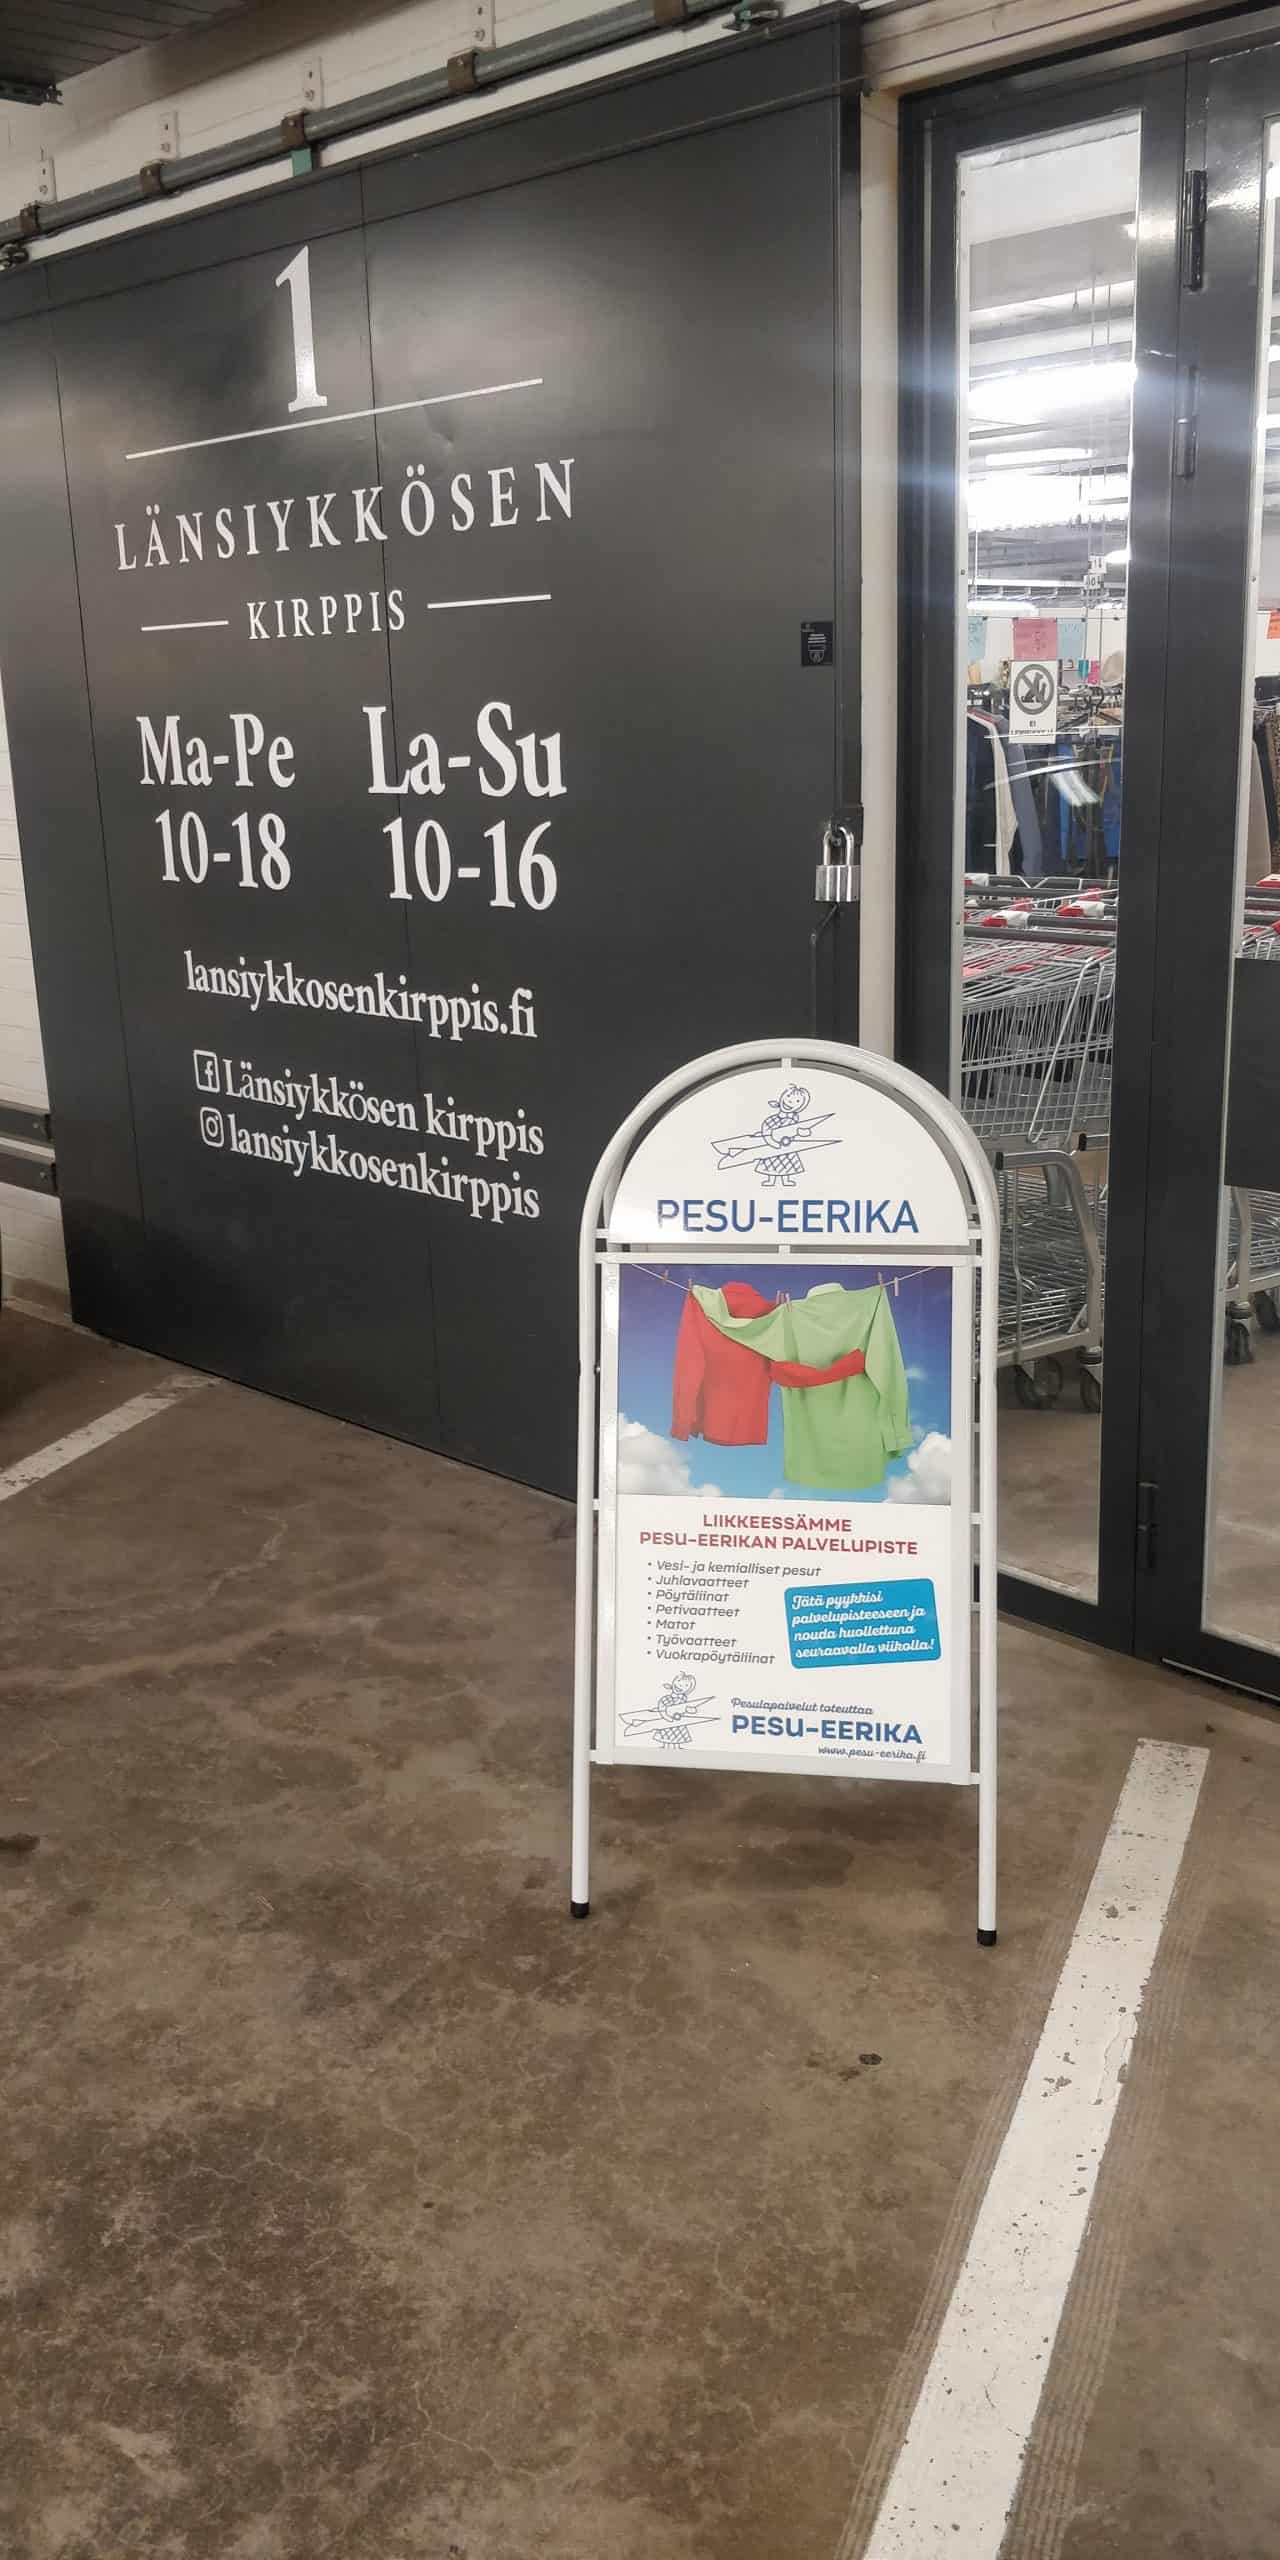 1
LÄNSIYKKÖSEN
KIRPPIS
Ma-Pe La-Su
10-18 10-16
lansiykkosenkirppis.fi
Länsiykkösen kirppis
lansiykkosenkirppis
EI
PESU-EERIKA
LIIKKEESSÄMME
PESU-EERIKAN PALVELUPISTE
• Vesi- ja kemialliset pesut
• Juhlavaatteet
• Pöytäliinat
• Petivaatteet
• Matot
• Työvaatteet
• Vuokrapöytäliinat
Jätä pyykkisi
palvelupisteeseen ja
nouda huollettuna
seuraavalla viikolla!
Pesulapalvelut toteuttaa
PESU-EERIKA
www.pesu-eerika.fi